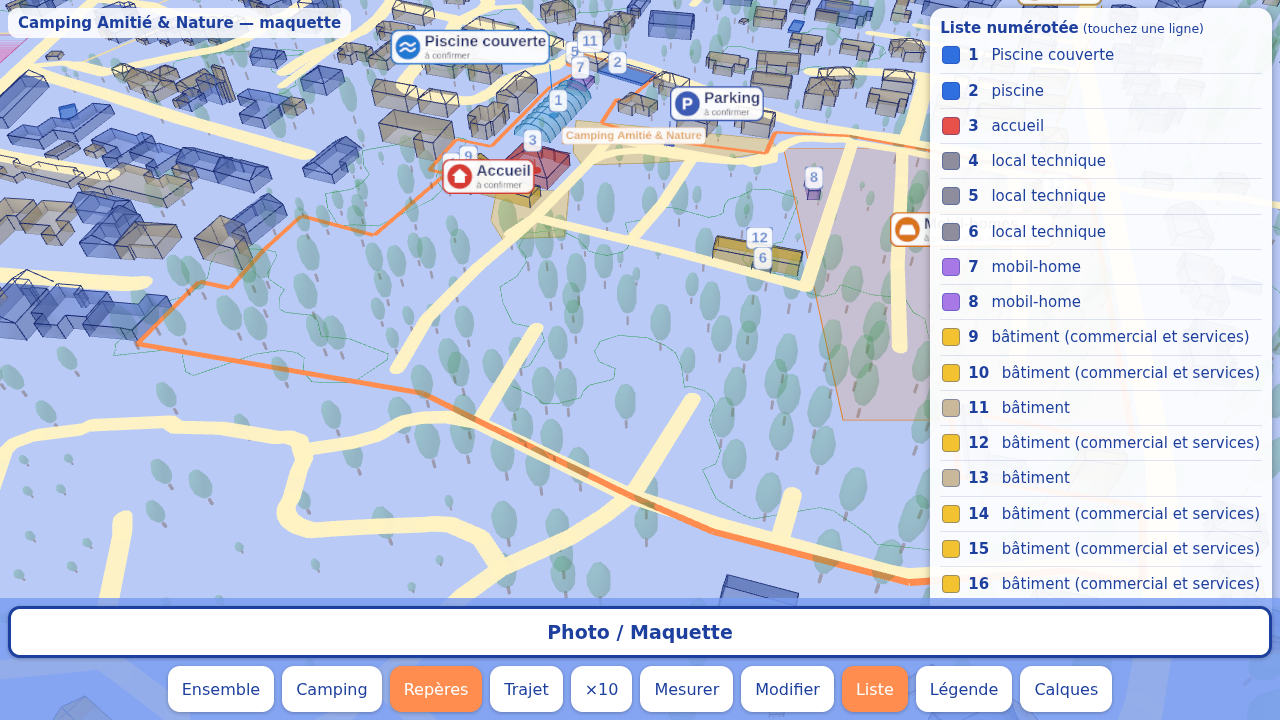 Camping Amitié & Nature — maquette
Piscine couverte
à confirmer
11
5
7
2
1
Parking
à confirmer
Camping Amitié & Nature
3
9
Accueil
à confirmer
8
12
6
Liste numérotée (touchez une ligne)
1 Piscine couverte
2 piscine
3 accueil
4 local technique
5 local technique
6 local technique
7 mobil-home
8 mobil-home
9 bâtiment (commercial et services)
10 bâtiment (commercial et services)
11 bâtiment
12 bâtiment (commercial et services)
13 bâtiment
14 bâtiment (commercial et services)
15 bâtiment (commercial et services)
16 bâtiment (commercial et services)
Photo / Maquette
Ensemble Camping Repères Trajet ×10 Mesurer Modifier Liste Légende Calques